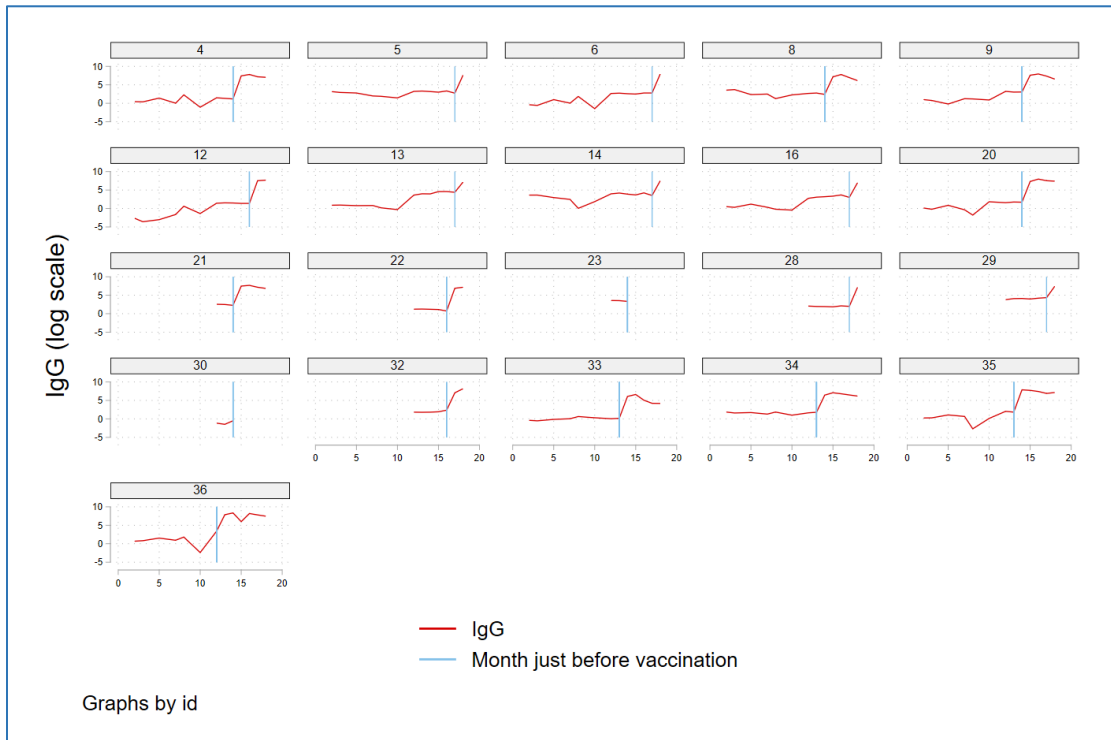 4 5 6 8 9
10
5
0
-5
12 13 14 16 20
10
5
0
-5
IgG (log scale)
21 22 23 28 29
10
5
0
-5
30 32 33 34 35
10
5
0
-5
0 5 10 15 20 0 5 10 15 20 0 5 10 15 20 0 5 10 15 20
36
10
5
0
-5
0 5 10 15 20
IgG
Month just before vaccination
Graphs by id